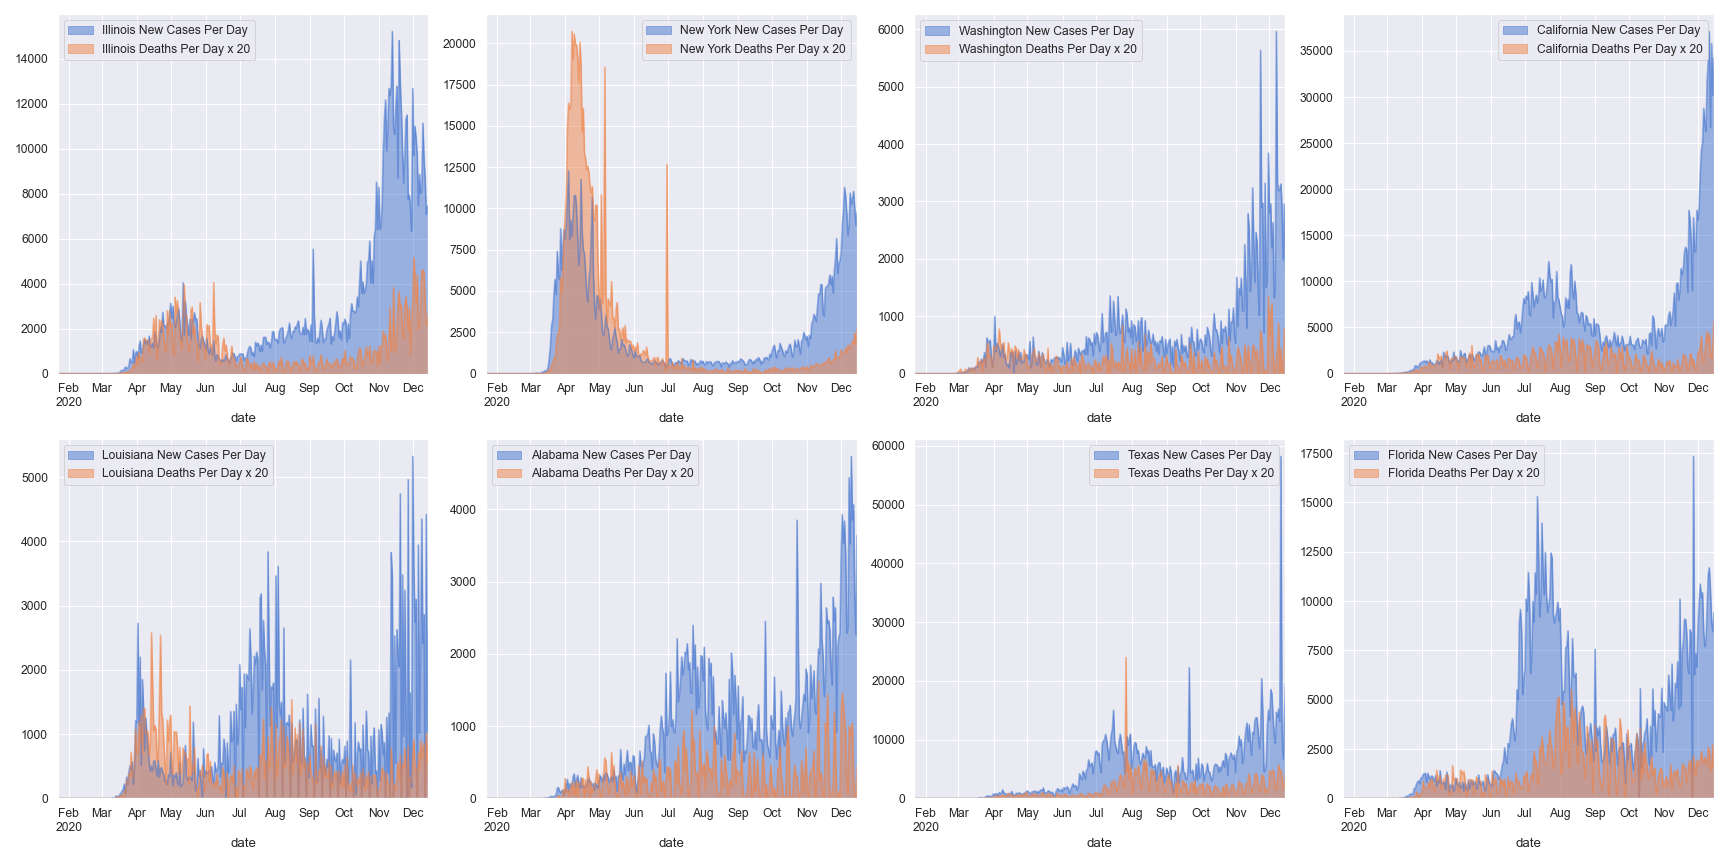 Illinois New Cases Per Day
Illinois Deaths Per Day x 20
14000
12000
10000
8000
6000
4000
2000
0
Feb Mar Apr May Jun Jul Aug Sep Oct Nov Dec
2020
date
New York New Cases Per Day
New York Deaths Per Day x 20
20000
17500
15000
12500
10000
7500
5000
2500
0
Feb Mar Apr May Jun Jul Aug Sep Oct Nov Dec
2020
date
Washington New Cases Per Day
Washington Deaths Per Day x 20
6000
5000
4000
3000
2000
1000
0
Feb Mar Apr May Jun Jul Aug Sep Oct Nov Dec
2020
date
California New Cases Per Day
California Deaths Per Day x 20
35000
30000
25000
20000
15000
10000
5000
0
Feb Mar Apr May Jun Jul Aug Sep Oct Nov Dec
2020
date
Louisiana New Cases Per Day
Louisiana Deaths Per Day x 20
5000
4000
3000
2000
1000
0
Feb Mar Apr May Jun Jul Aug Sep Oct Nov Dec
2020
date
Alabama New Cases Per Day
Alabama Deaths Per Day x 20
4000
3000
2000
1000
0
Feb Mar Apr May Jun Jul Aug Sep Oct Nov Dec
2020
date
Texas New Cases Per Day
Texas Deaths Per Day x 20
60000
50000
40000
30000
20000
10000
0
Feb Mar Apr May Jun Jul Aug Sep Oct Nov Dec
2020
date
Florida New Cases Per Day
Florida Deaths Per Day x 20
17500
15000
12500
10000
7500
5000
2500
0
Feb Mar Apr May Jun Jul Aug Sep Oct Nov Dec
2020
date